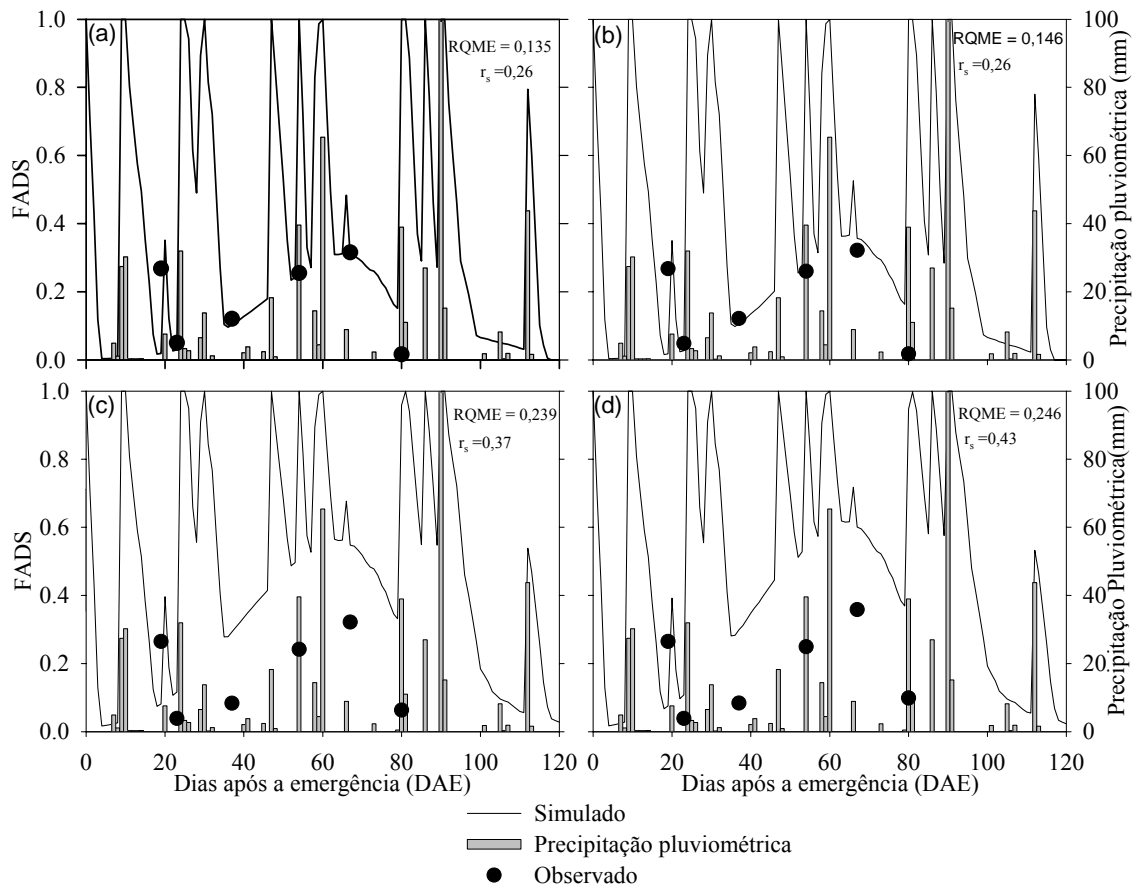 (a)
RQME = 0,135
r_s =0,26
(b)
RQME = 0,146
r_s =0,26
1.0
0.8
0.6
0.4
0.2
0.0
FADS
100
80
60
40
20
0
Precipitação pluviométrica (mm)
(c)
RQME = 0,239
r_s =0,37
(d)
RQME = 0,246
r_s =0,43
1.0
0.8
0.6
0.4
0.2
0.0
FADS
100
80
60
40
20
0
Precipitação Pluviométrica(mm)
0 20 40 60 80 100 120
0 20 40 60 80 100 120
Dias após a emergência (DAE)
Dias após a emergência (DAE)
Simulado
Precipitação pluviométrica
Observado